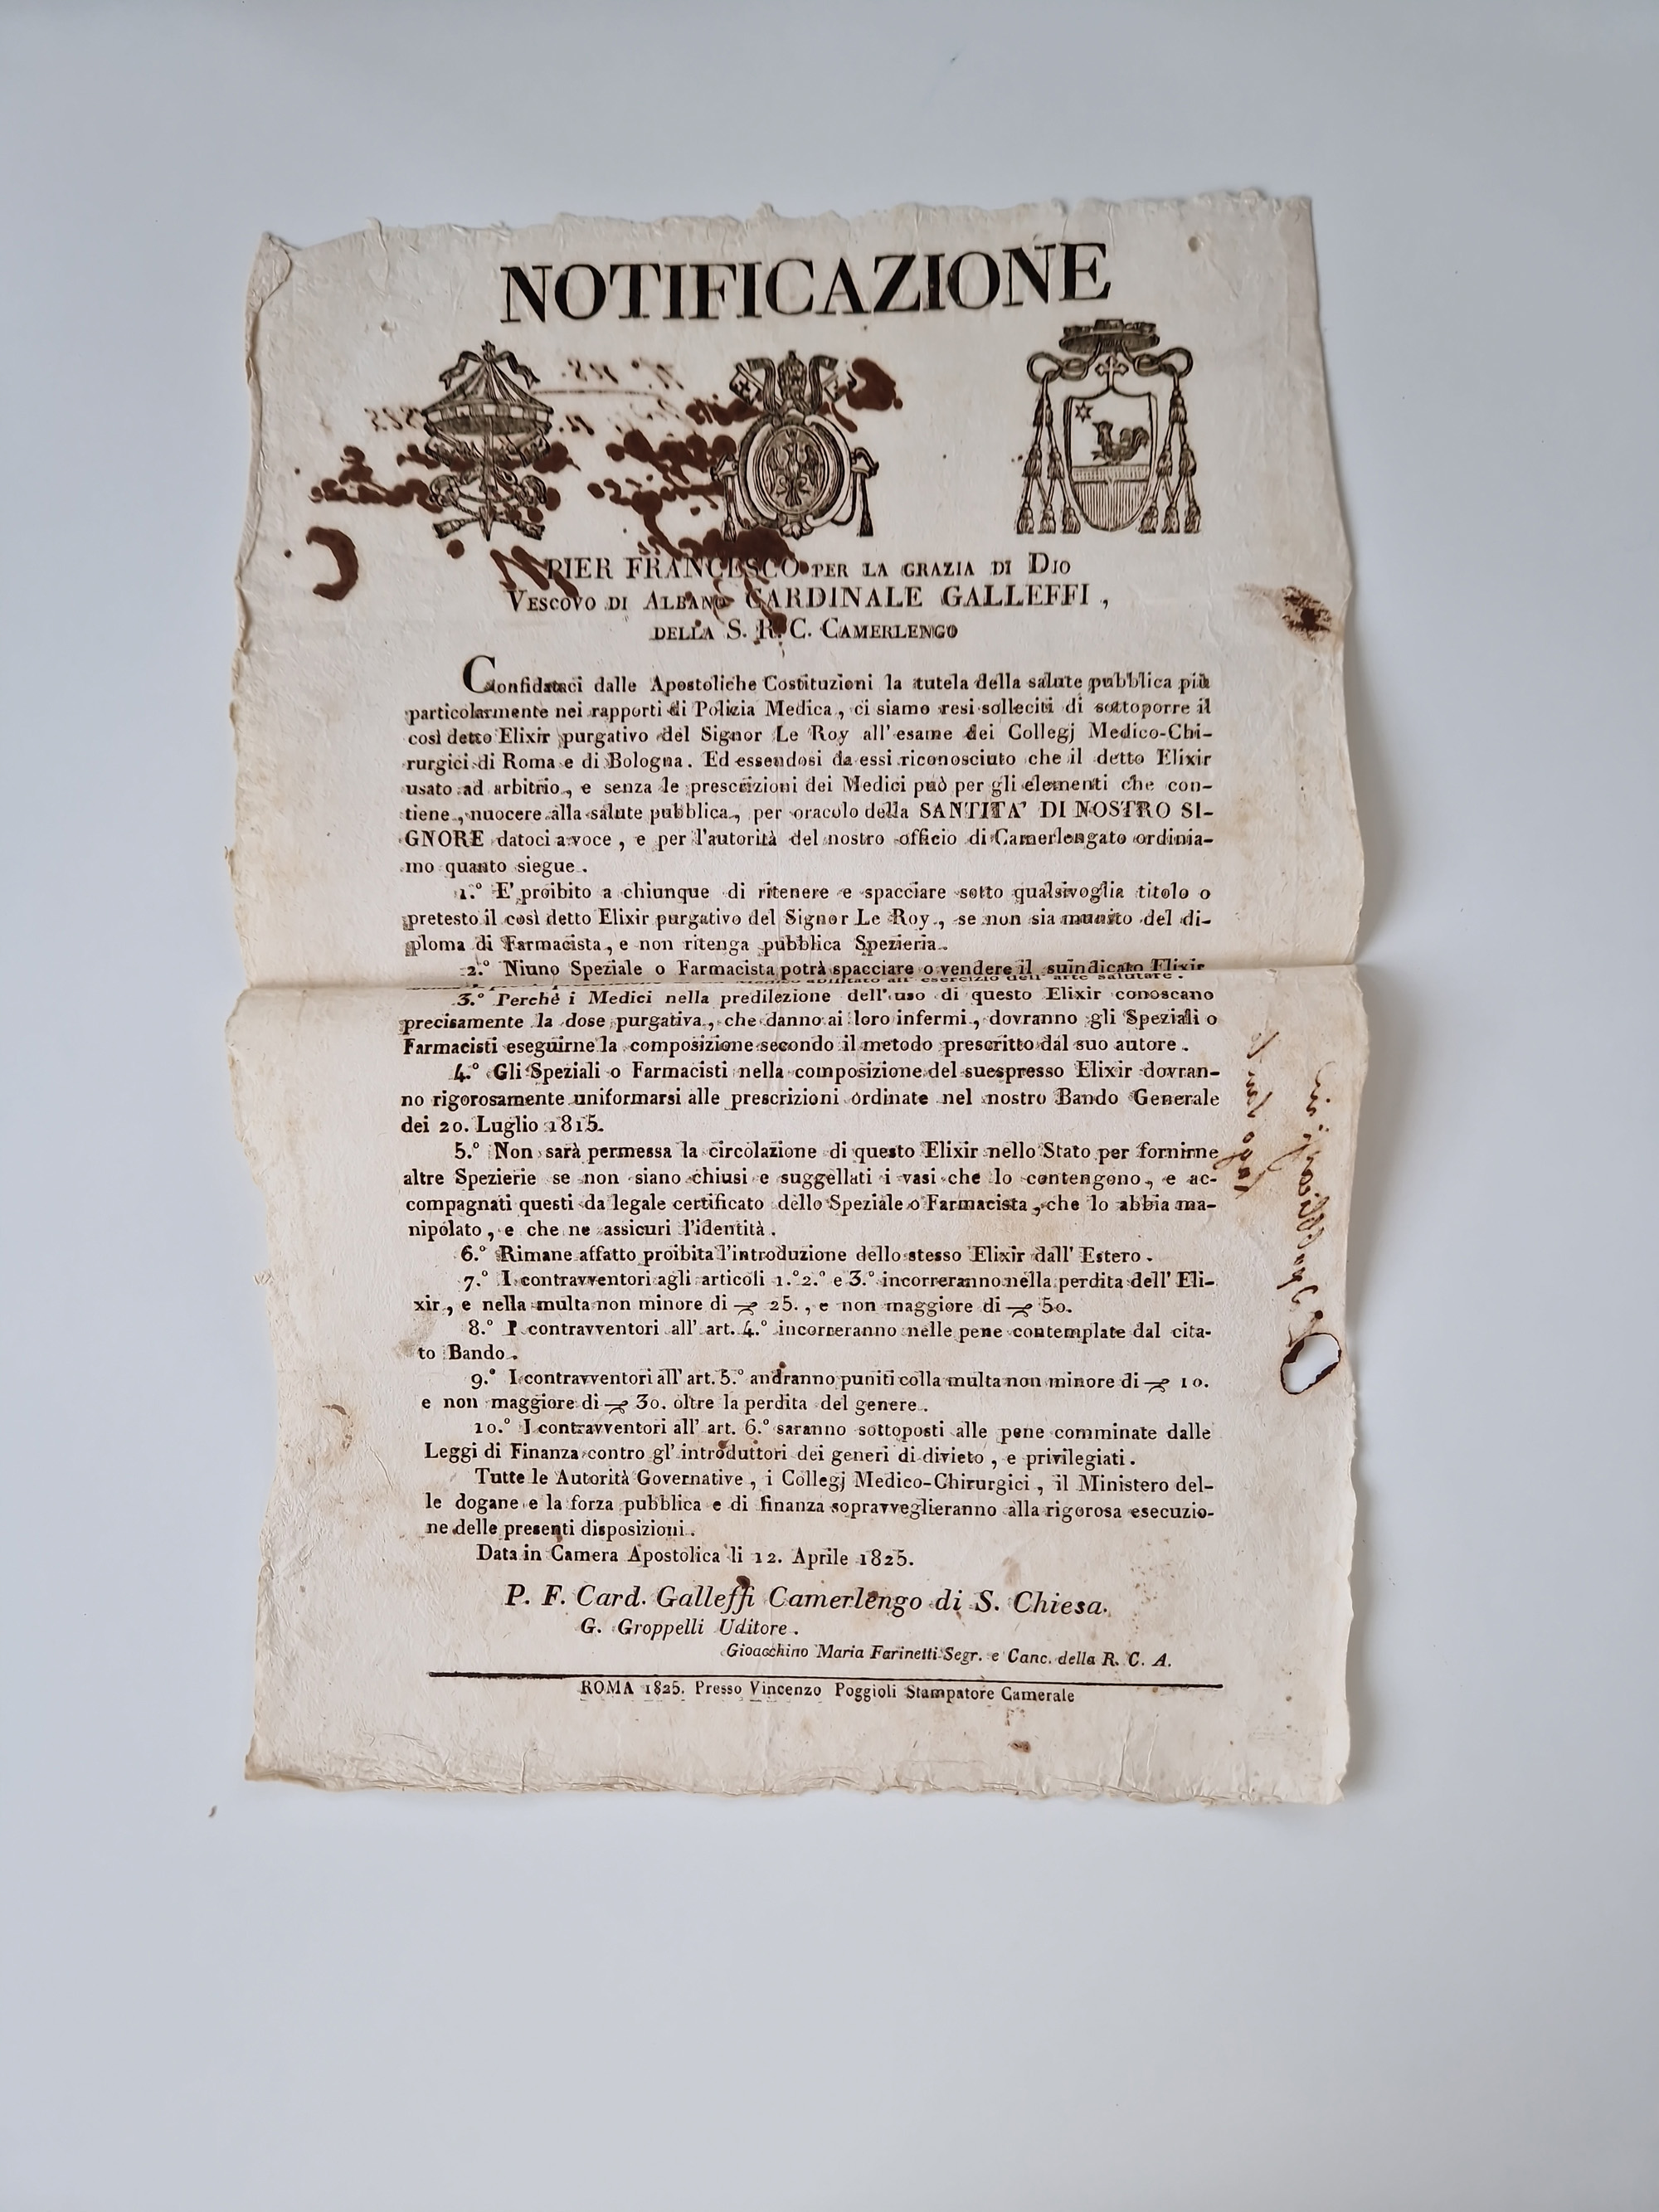 NOTIFICAZIONE
PIER FRANCESCO PER LA GRAZIA DI DIO
VESCOVO DI ALBANO CARDINALE GALLEFFI ,
DELLA S. R. C. CAMERLENGO
Confidataci dalle Apostoliche Costituzioni la tutela della salute pubblica più
particolarmente nei rapporti di Polizia Medica , ci siamo resi solleciti di sottoporre il
così detto Elixir purgativo del Signor Le Roy all' esame dei Collegj Medico-Chi-
rurgici di Roma e di Bologna . Ed essendosi da essi riconosciuto che il detto Elixir
usato ad arbitrio , e senza le prescrizioni dei Medici può per gli elementi che con-
tiene , nuocere alla salute pubblica , per oracolo della SANTITA' DI NOSTRO SI-
GNORE datoci a voce , e per l'autorità del nostro officio di Camerlengato ordinia-
mo quanto siegue .
1.° E' proibito a chiunque di ritenere e spacciare sotto qualsivoglia titolo o
pretesto il così detto Elixir purgativo del Signor Le Roy , se non sia munito del di-
ploma di Farmacista , e non ritenga pubblica Spezieria .
2.° Niuno Speziale o Farmacista potrà spacciare o vendere il suindicato Elixir
Medico abilitato all' esercizio dell' arte salutare .
3.° Perchè i Medici nella predilezione dell' uso di questo Elixir conoscano
precisamente la dose purgativa , che danno ai loro infermi , dovranno gli Speziali o
Farmacisti eseguirne la composizione secondo il metodo prescritto dal suo autore .
4.° Gli Speziali o Farmacisti nella composizione del suespresso Elixir dovran-
no rigorosamente uniformarsi alle prescrizioni ordinate nel nostro Bando Generale
dei 20. Luglio 1815.
5.° Non sarà permessa la circolazione di questo Elixir nello Stato per fornirne
altre Spezierie se non siano chiusi e suggellati i vasi che lo contengono , e ac-
compagnati questi da legale certificato dello Speziale o Farmacista , che lo abbia ma-
nipolato , e che ne assicuri l'identità .
6.° Rimane affatto proibita l'introduzione dello stesso Elixir dall' Estero .
7.° I contravventori agli articoli 1.° 2.° e 3.° incorreranno nella perdita dell' Eli-
xir , e nella multa non minore di 25. , e non maggiore di 50.
8.° I contravventori all' art. 4.° incorreranno nelle pene contemplate dal cita-
to Bando .
9.° I contravventori all' art. 5.° andranno puniti colla multa non minore di 10.
e non maggiore di 30. oltre la perdita del genere .
10.° I contravventori all' art. 6.° saranno sottoposti alle pene comminate dalle
Leggi di Finanza contro gl' introduttori dei generi di divieto , e privilegiati .
Tutte le Autorità Governative , i Collegj Medico-Chirurgici , il Ministero del-
le dogane e la forza pubblica e di finanza sopravveglieranno alla rigorosa esecuzio-
ne delle presenti disposizioni .
Data in Camera Apostolica li 12. Aprile 1825.
P. F. Card. Galleffi Camerlengo di S. Chiesa.
G. Groppelli Uditore .
Gioacchino Maria Farinetti Segr. e Canc. della R. C. A.
ROMA 1825. Presso Vincenzo Poggioli Stampatore Camerale